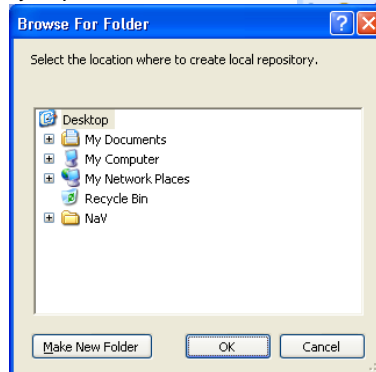 Browse For Folder
Select the location where to create local repository.
Desktop
My Documents
My Computer
My Network Places
Recycle Bin
NaV
Make New Folder
OK
Cancel